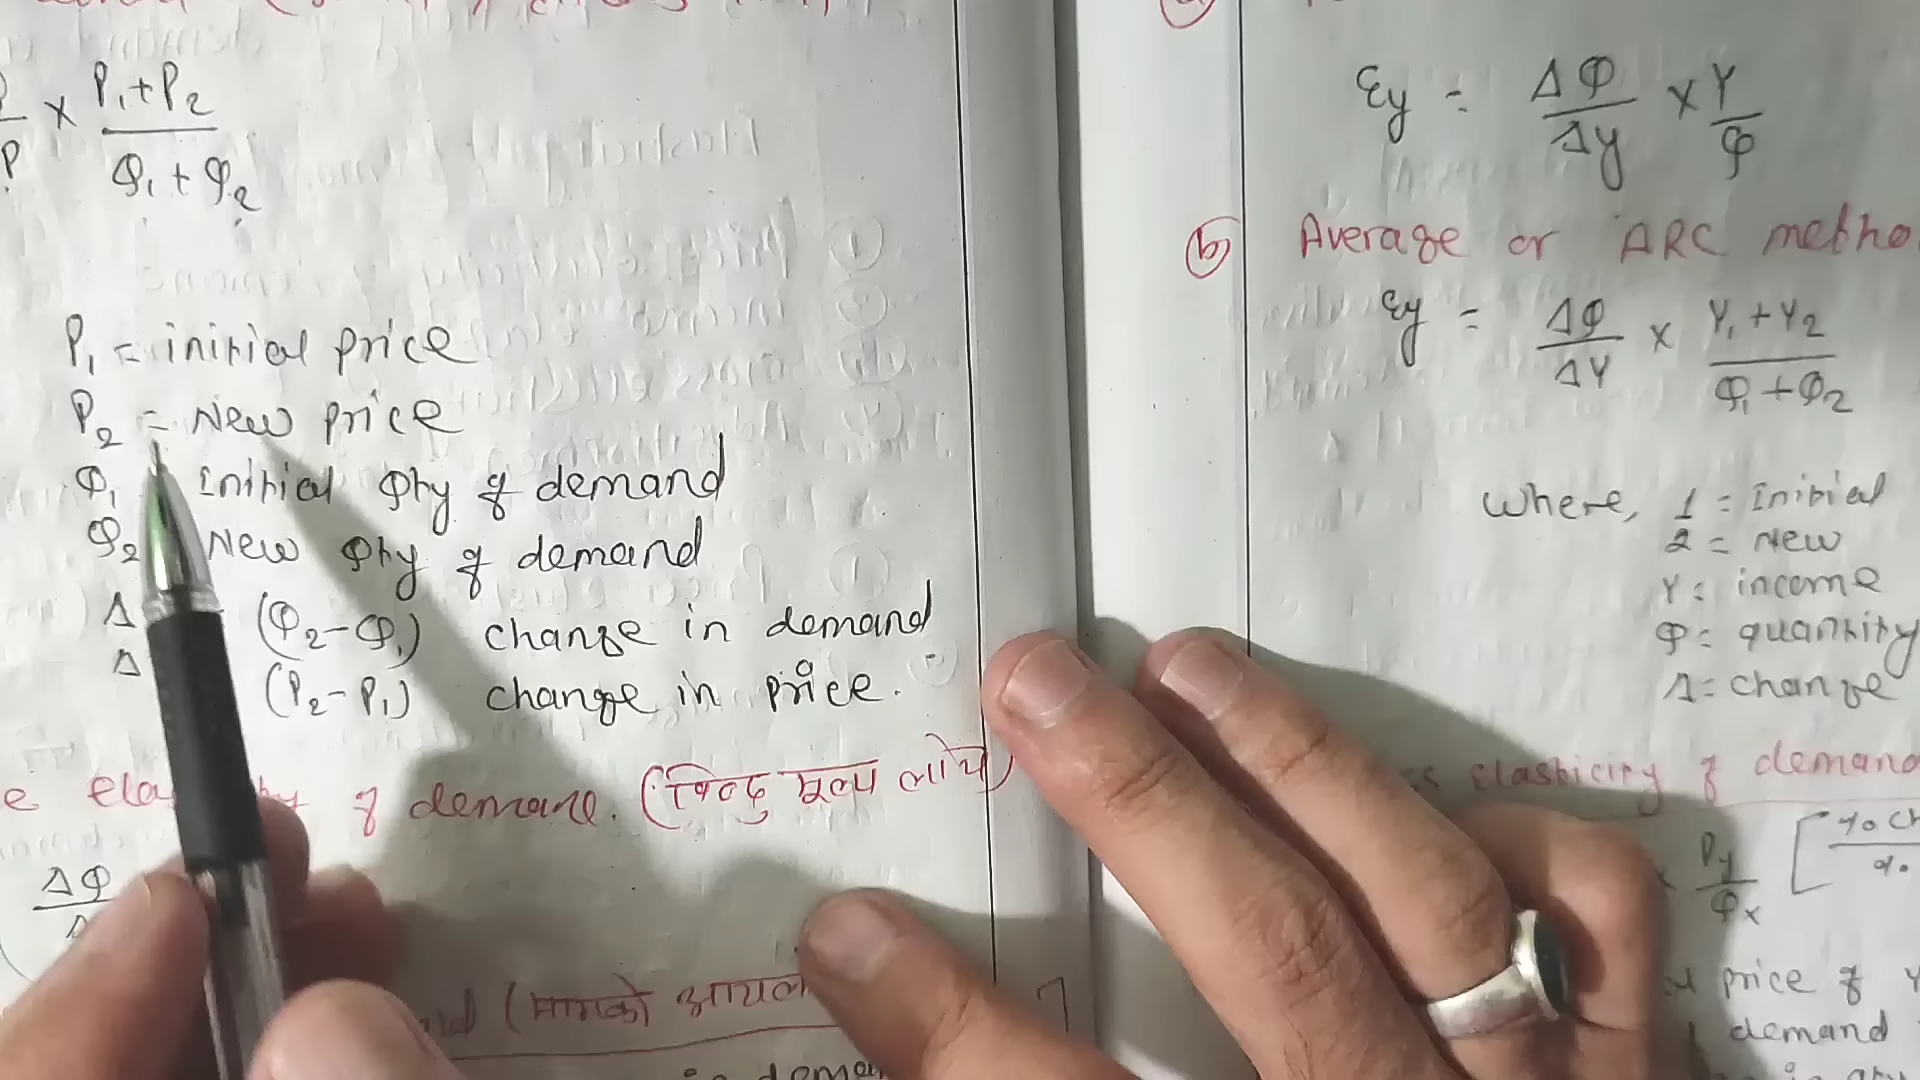 × P₁+P₂ / Q₁+Q₂
P₁ = initial price
P₂ = New price
Q₁ Initial Qty of demand
Q₂ New Qty of demand
Δ (Q₂-Q₁) change in demand
Δ (P₂-P₁) change in price.
of demand. (
ΔQ
(मागको
Ey = ΔQ/ΔY × Y/Q
(b) Average or ARC
Ey = ΔQ/ΔY × Y₁+Y₂ / Q₁+Q₂
where, 1 = Initial
2 = New
Y = income
Q = quantity
Δ = change
elasticity of demand
Py/Qx [
price of
demand